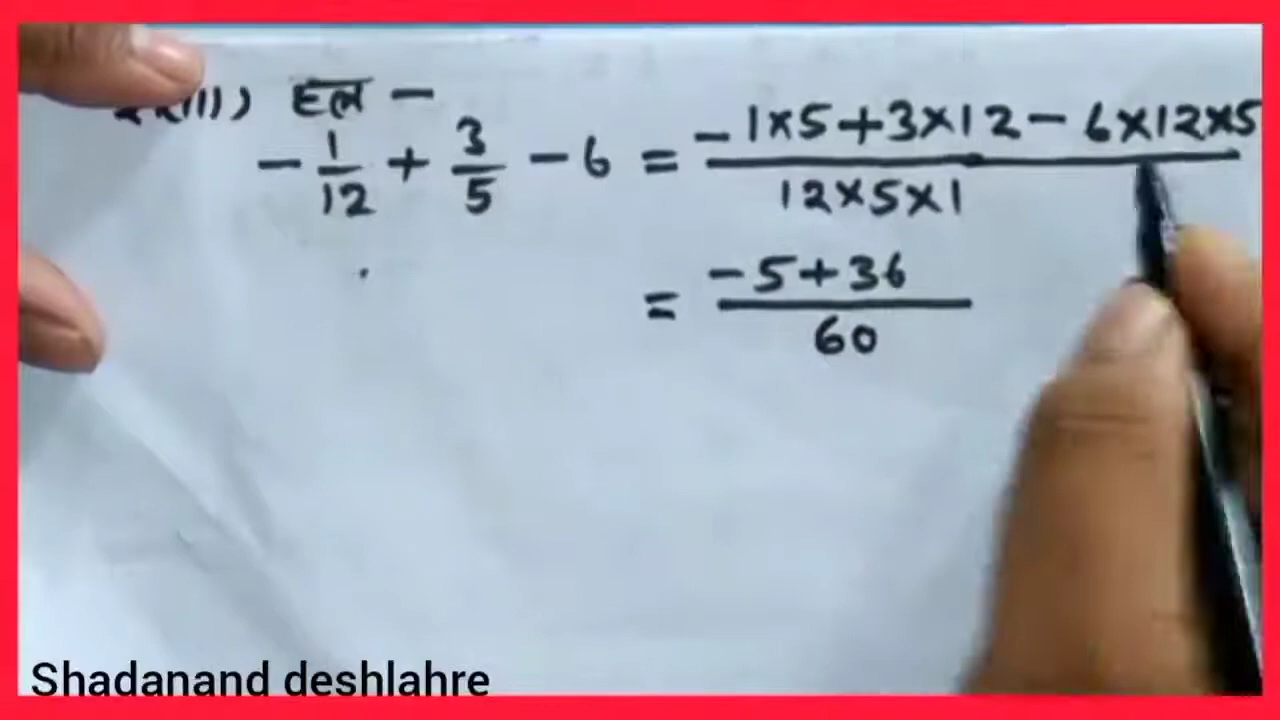 iii) हल -
- 1/12 + 3/5 - 6 = - 1×5+3×12- 6×12×5 / 12×5×1
= -5+36 / 60
Shadanand deshlahre